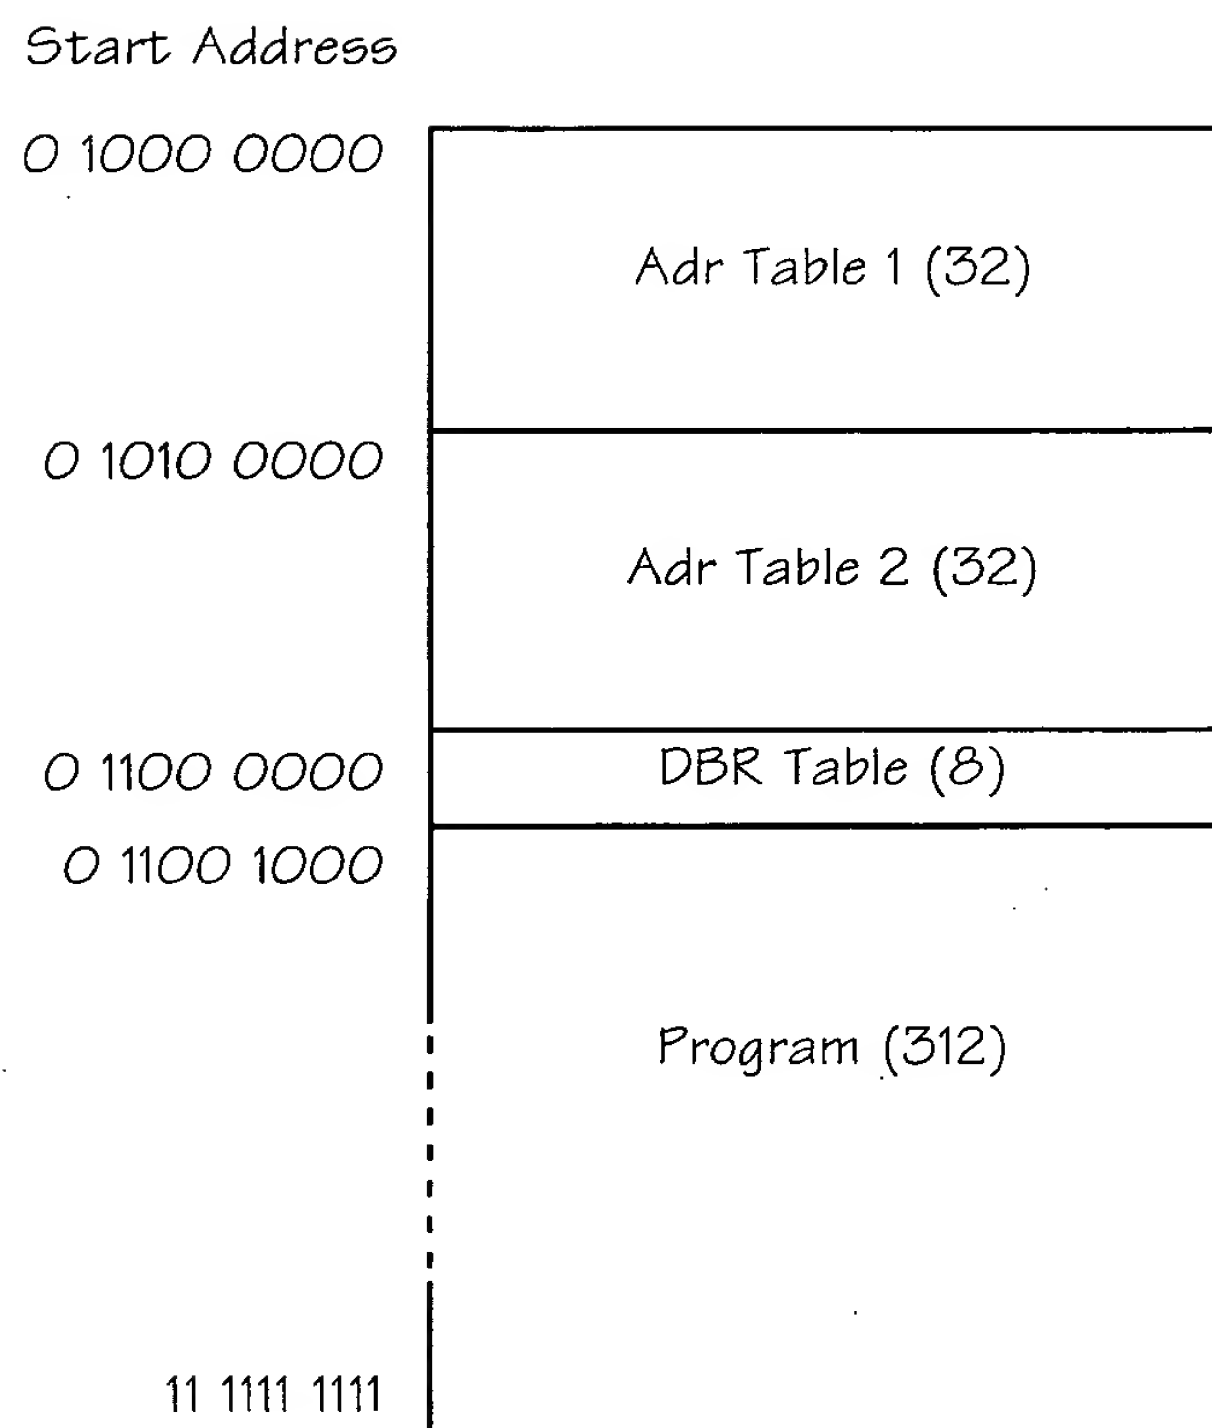 Start Address
0 1000 0000
Adr Table 1 (32)
0 1010 0000
Adr Table 2 (32)
0 1100 0000
DBR Table (8)
0 1100 1000
Program (312)
11 1111 1111